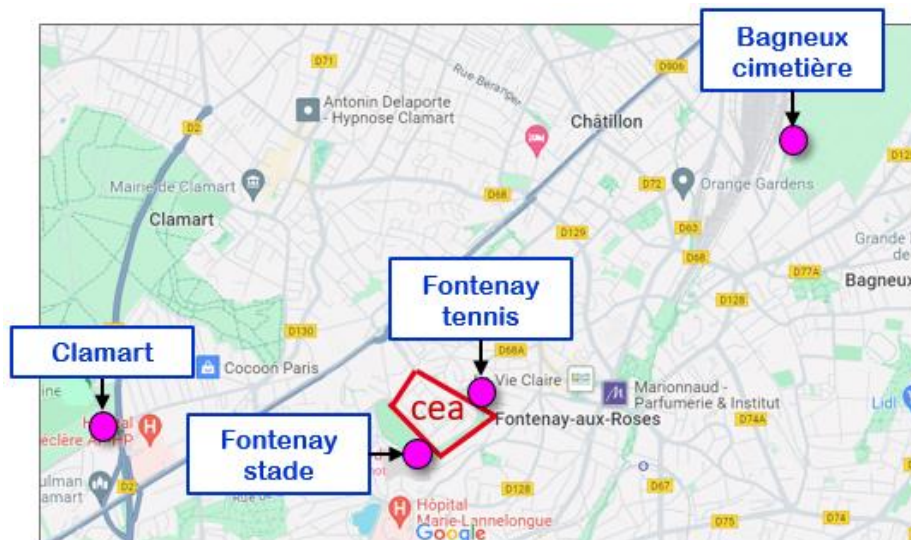 Bagneux
cimetière
D71
D906
Rue Béranger
Antonin Delaporte
- Hypnose Clamart
Châtillon
D2
Mairie de Clamart
D68
D72
Orange Gardens
Clamart
D63
D129
D68
Grande
D77A
Bagneux
Fontenay
tennis
D128
Clamart
D130
D68A
Cocoon Paris
Vie Claire
Marionnaud -
Parfumerie & Institut
cea
Fontenay-aux-Roses
Lidl
D74A
Fontenay
stade
D2
D128
D67
Hôpital
Marie-Lannelongue
D75
D74
Google